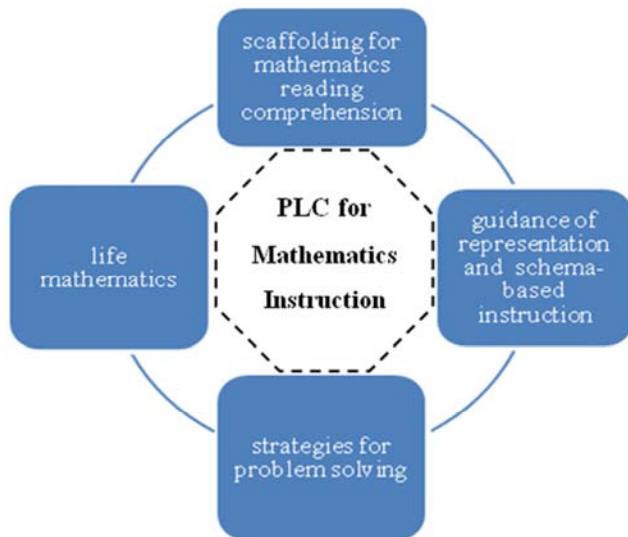 scaffolding for
mathematics
reading
comprehension
PLC for
Mathematics
Instruction
guidance of
representation
and schema-
based
instruction
life
mathematics
strategies for
problem solving